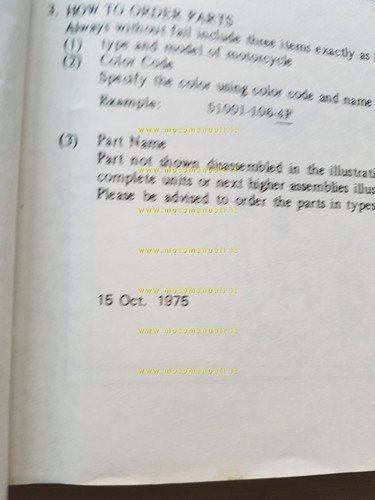 3. HOW TO ORDER PARTS
Always without fail include three items exactly as
(1) type and model of motorcycle
(2) Color Code
Specify the color using color code and name
Example: 51001-106-4F
(3) Part Name
www.motomanuali.it
Part not shown disassembled in the illustrati
www.motomanuali.it
complete units or next higher assemblies illus
Please be advised to order the parts in types
www.motomanuali.it
www.motomanuali.it
www.motomanuali.it
15 Oct. 1975
www.motomanuali.it
www.motomanuali.it